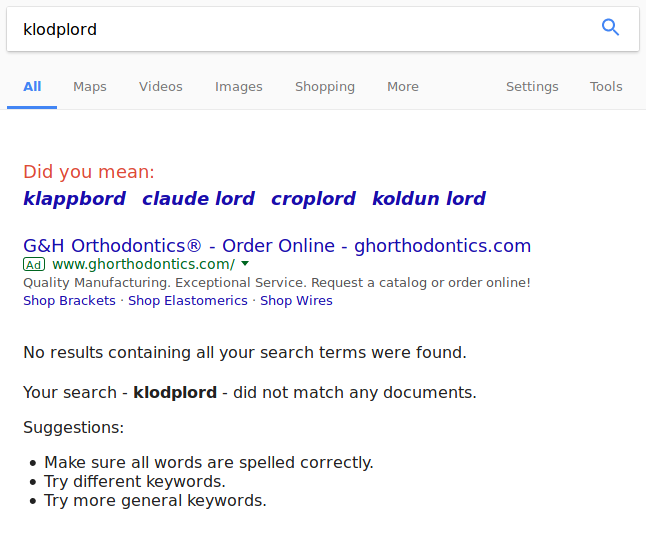 klodplord
All Maps Videos Images Shopping More Settings Tools
Did you mean:
klappbord claude lord croplord koldun lord
G&H Orthodontics® - Order Online - ghorthodontics.com
Ad www.ghorthodontics.com/
Quality Manufacturing. Exceptional Service. Request a catalog or order online!
Shop Brackets · Shop Elastomerics · Shop Wires
No results containing all your search terms were found.
Your search - klodplord - did not match any documents.
Suggestions:
• Make sure all words are spelled correctly.
• Try different keywords.
• Try more general keywords.